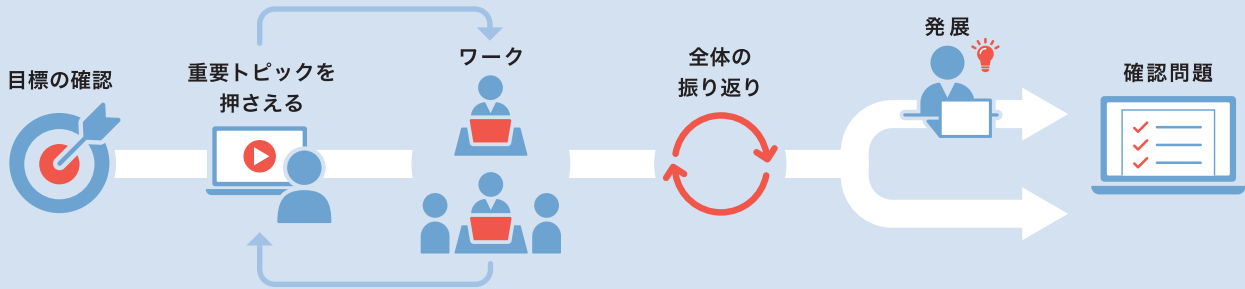 目標の確認
重要トピックを
押さえる
ワーク
全体の
振り返り
発展
確認問題